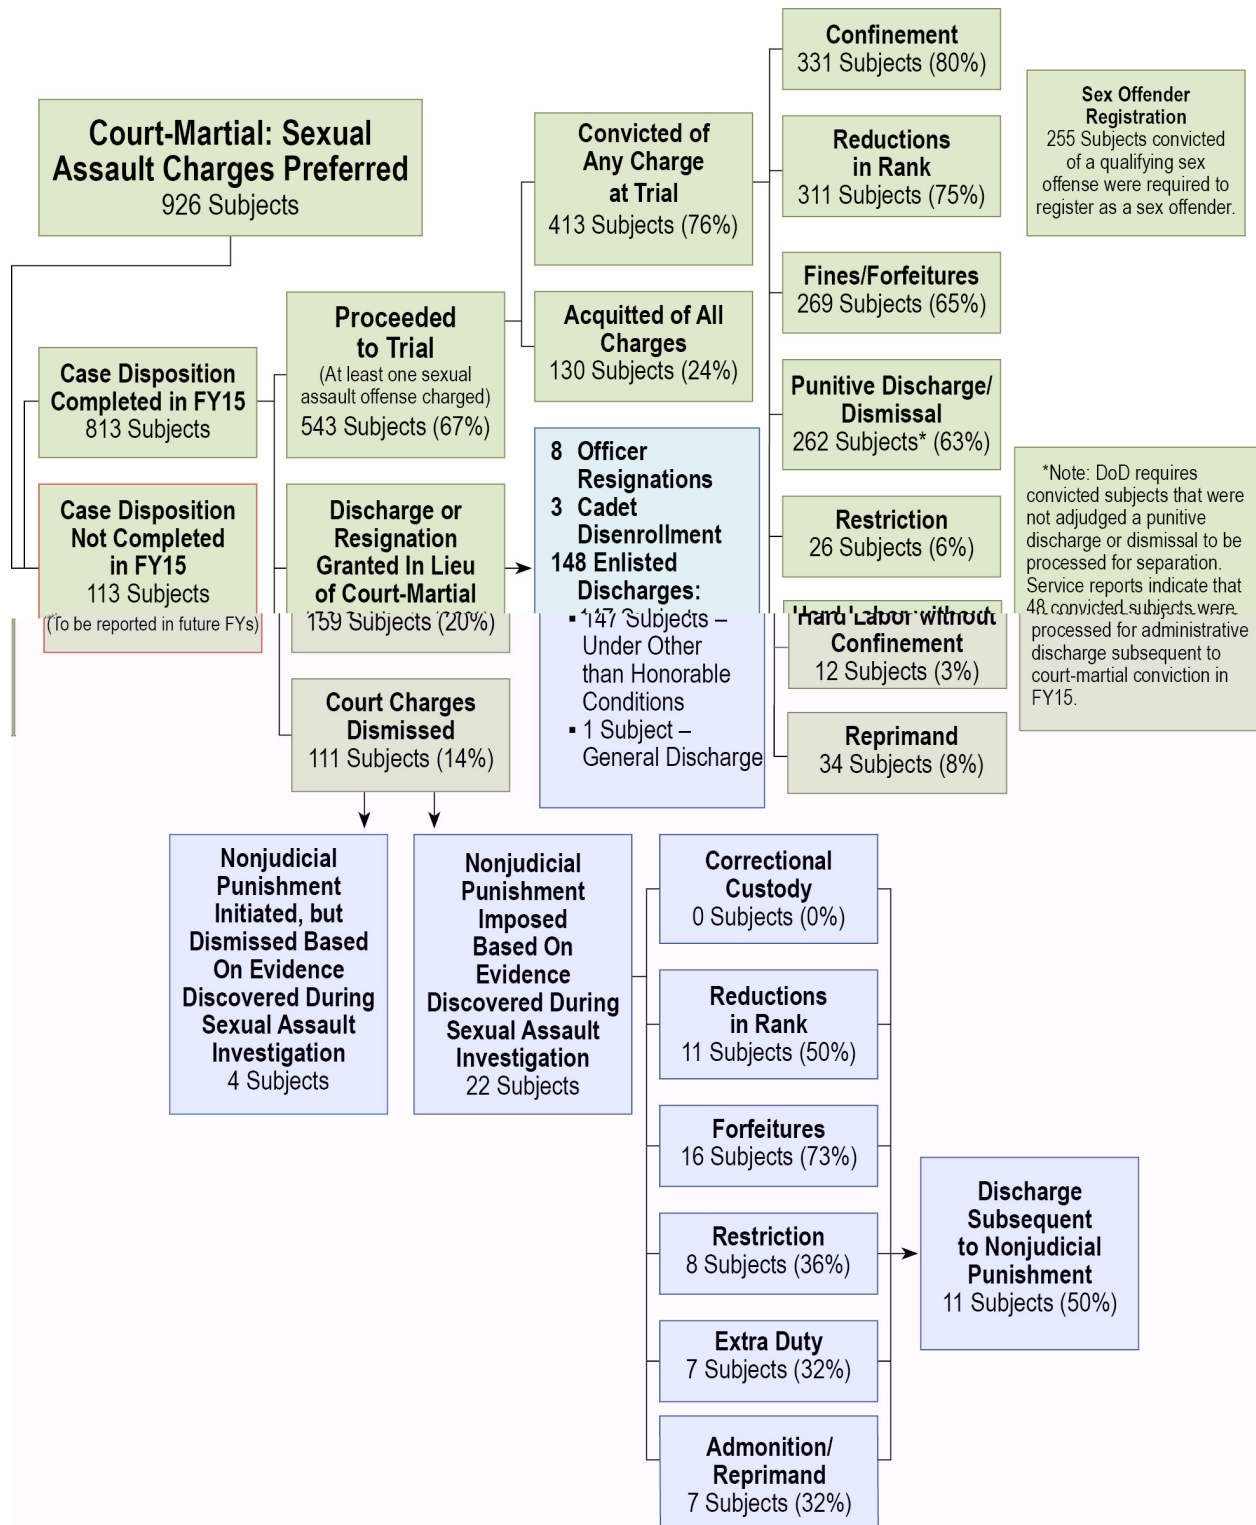 Court-Martial: Sexual
Assault Charges Preferred
926 Subjects
Case Disposition
Completed in FY15
813 Subjects
Case Disposition
Not Completed
in FY15
113 Subjects
(To be reported in future FYs)
Proceeded
to Trial
(At least one sexual
assault offense charged)
543 Subjects (67%)
Discharge or
Resignation
Granted In Lieu
of Court-Martial
159 Subjects (20%)
Court Charges
Dismissed
111 Subjects (14%)
Convicted of
Any Charge
at Trial
413 Subjects (76%)
Acquitted of All
Charges
130 Subjects (24%)
8 Officer
Resignations
3 Cadet
Disenrollment
148 Enlisted
Discharges:
▪ 147 Subjects –
Under Other
than Honorable
Conditions
▪ 1 Subject –
General Discharge
Confinement
331 Subjects (80%)
Reductions
in Rank
311 Subjects (75%)
Fines/Forfeitures
269 Subjects (65%)
Punitive Discharge/
Dismissal
262 Subjects* (63%)
Restriction
26 Subjects (6%)
Hard Labor without
Confinement
12 Subjects (3%)
Reprimand
34 Subjects (8%)
Sex Offender
Registration
255 Subjects convicted
of a qualifying sex
offense were required to
register as a sex offender.
*Note: DoD requires
convicted subjects that were
not adjudged a punitive
discharge or dismissal to be
processed for separation.
Service reports indicate that
48 convicted subjects were
processed for administrative
discharge subsequent to
court-martial conviction in
FY15.
Nonjudicial
Punishment
Initiated, but
Dismissed Based
On Evidence
Discovered During
Sexual Assault
Investigation
4 Subjects
Nonjudicial
Punishment
Imposed
Based On
Evidence
Discovered During
Sexual Assault
Investigation
22 Subjects
Correctional
Custody
0 Subjects (0%)
Reductions
in Rank
11 Subjects (50%)
Forfeitures
16 Subjects (73%)
Restriction
8 Subjects (36%)
Extra Duty
7 Subjects (32%)
Admonition/
Reprimand
7 Subjects (32%)
Discharge
Subsequent
to Nonjudicial
Punishment
11 Subjects (50%)